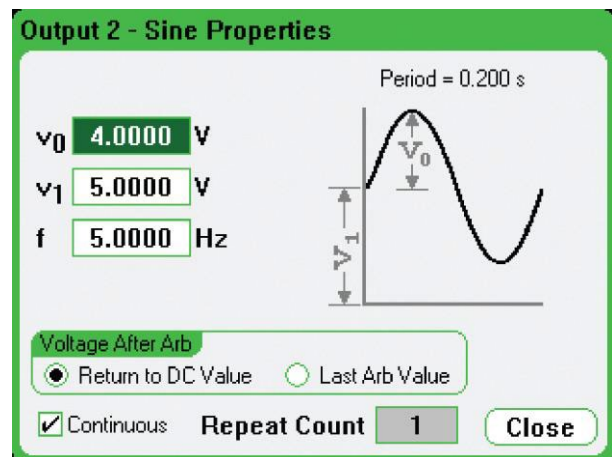 Output 2 - Sine Properties
Period = 0.200 s
V0 4.0000 V
V1 5.0000 V
f 5.0000 Hz
V0
V1
Voltage After Arb
Return to DC Value Last Arb Value
Continuous Repeat Count 1 Close